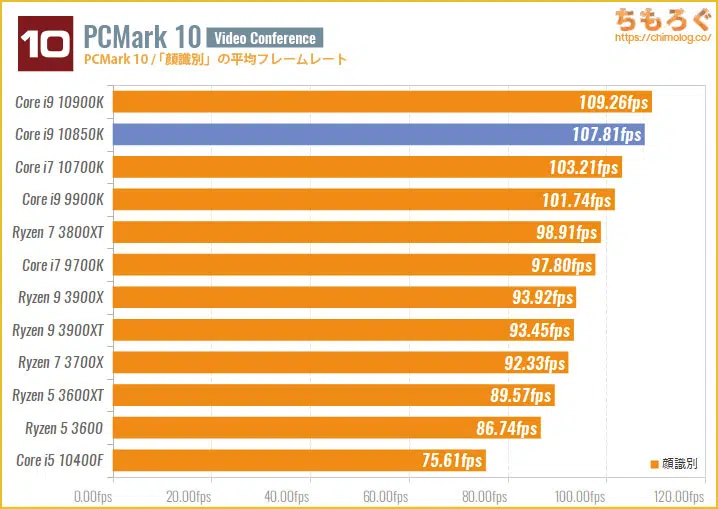 10
PCMark 10 Video Conference
PCMark 10 /「顔識別」の平均フレームレート
ちもろぐ
https://chimolog.co/
Core i9 10900K 109.26fps
Core i9 10850K 107.81fps
Core i7 10700K 103.21fps
Core i9 9900K 101.74fps
Ryzen 7 3800XT 98.91fps
Core i7 9700K 97.80fps
Ryzen 9 3900X 93.92fps
Ryzen 9 3900XT 93.45fps
Ryzen 7 3700X 92.33fps
Ryzen 5 3600XT 89.57fps
Ryzen 5 3600 86.74fps
Core i5 10400F 75.61fps
顔識別
0.00fps 20.00fps 40.00fps 60.00fps 80.00fps 100.00fps 120.00fps